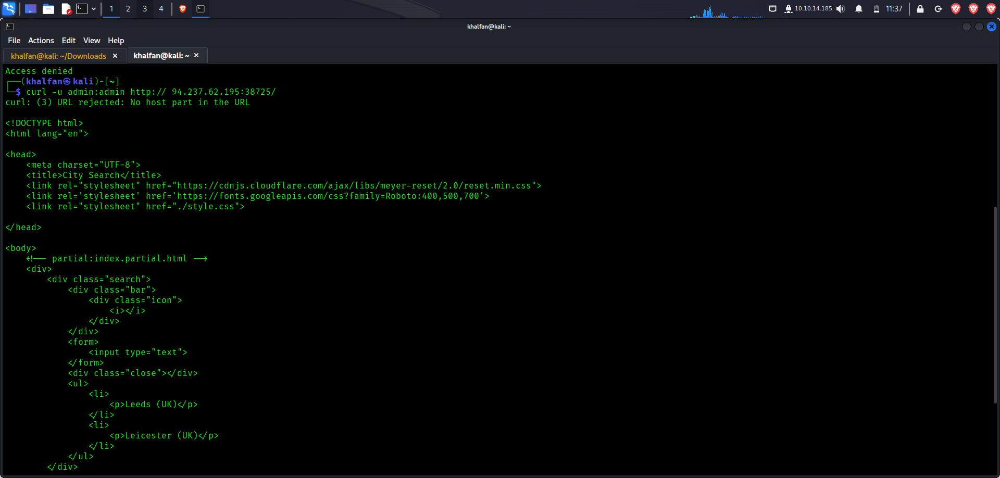 1 2 3 4
10.10.14.185 11:37
khalfan@kali: ~
File Actions Edit View Help
khalfan@kali: ~/Downloads × khalfan@kali: ~ ×
Access denied
┌──(khalfan㉿kali)-[~]
└─$ curl -u admin:admin http:// 94.237.62.195:38725/
curl: (3) URL rejected: No host part in the URL
<!DOCTYPE html>
<html lang="en">
<head>
    <meta charset="UTF-8">
    <title>City Search</title>
    <link rel="stylesheet" href="https://cdnjs.cloudflare.com/ajax/libs/meyer-reset/2.0/reset.min.css">
    <link rel='stylesheet' href='https://fonts.googleapis.com/css?family=Roboto:400,500,700'>
    <link rel="stylesheet" href="./style.css">
</head>
<body>
    <!-- partial:index.partial.html -->
    <div>
        <div class="search">
            <div class="bar">
                <div class="icon">
                    <i></i>
                </div>
            </div>
            <form>
                <input type="text">
            </form>
            <div class="close"></div>
            <ul>
                <li>
                    <p>Leeds (UK)</p>
                </li>
                <li>
                    <p>Leicester (UK)</p>
                </li>
            </ul>
        </div>